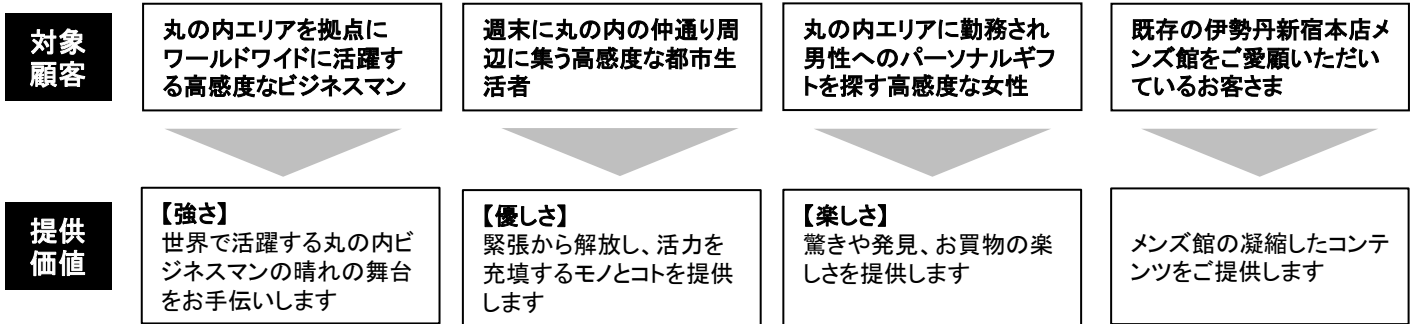 対象
顧客
丸の内エリアを拠点に
ワールドワイドに活躍す
る高感度なビジネスマン
週末に丸の内の仲通り周
辺に集う高感度な都市生
活者
丸の内エリアに勤務され
男性へのパーソナルギフ
トを探す高感度な女性
既存の伊勢丹新宿本店メ
ンズ館をご愛顧いただい
ているお客さま
提供
価値
【強さ】
世界で活躍する丸の内ビ
ジネスマンの晴れの舞台
をお手伝いします
【優しさ】
緊張から解放し、活力を
充填するモノとコトを提供
します
【楽しさ】
驚きや発見、お買物の楽
しさを提供します
メンズ館の凝縮したコンテ
ンツをご提供します